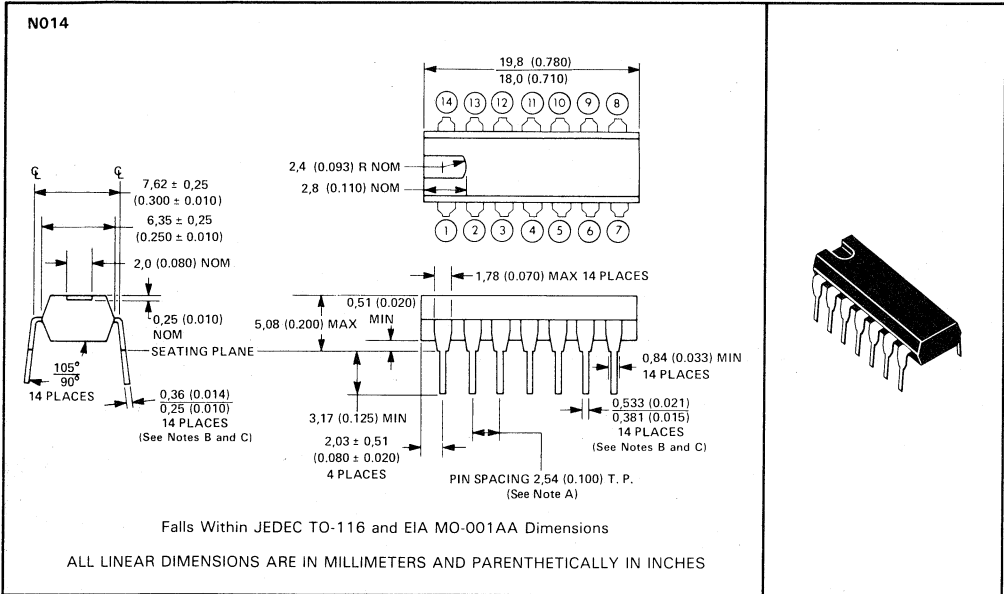 N014
19,8 (0.780)
18,0 (0.710)
14 13 12 11 10 9 8
2,4 (0.093) R NOM
2,8 (0.110) NOM
1 2 3 4 5 6 7
℄ ℄
7,62 ± 0,25
(0.300 ± 0.010)
6,35 ± 0,25
(0.250 ± 0.010)
2,0 (0.080) NOM
0,25 (0.010)
NOM
SEATING PLANE
105°
90°
14 PLACES
0,36 (0.014)
0,25 (0.010)
14 PLACES
(See Notes B and C)
1,78 (0.070) MAX 14 PLACES
0,51 (0.020)
MIN
5,08 (0.200) MAX
3,17 (0.125) MIN
2,03 ± 0,51
(0.080 ± 0.020)
4 PLACES
0,84 (0.033) MIN
14 PLACES
0,533 (0.021)
0,381 (0.015)
14 PLACES
(See Notes B and C)
PIN SPACING 2,54 (0.100) T. P.
(See Note A)
Falls Within JEDEC TO-116 and EIA MO-001AA Dimensions
ALL LINEAR DIMENSIONS ARE IN MILLIMETERS AND PARENTHETICALLY IN INCHES